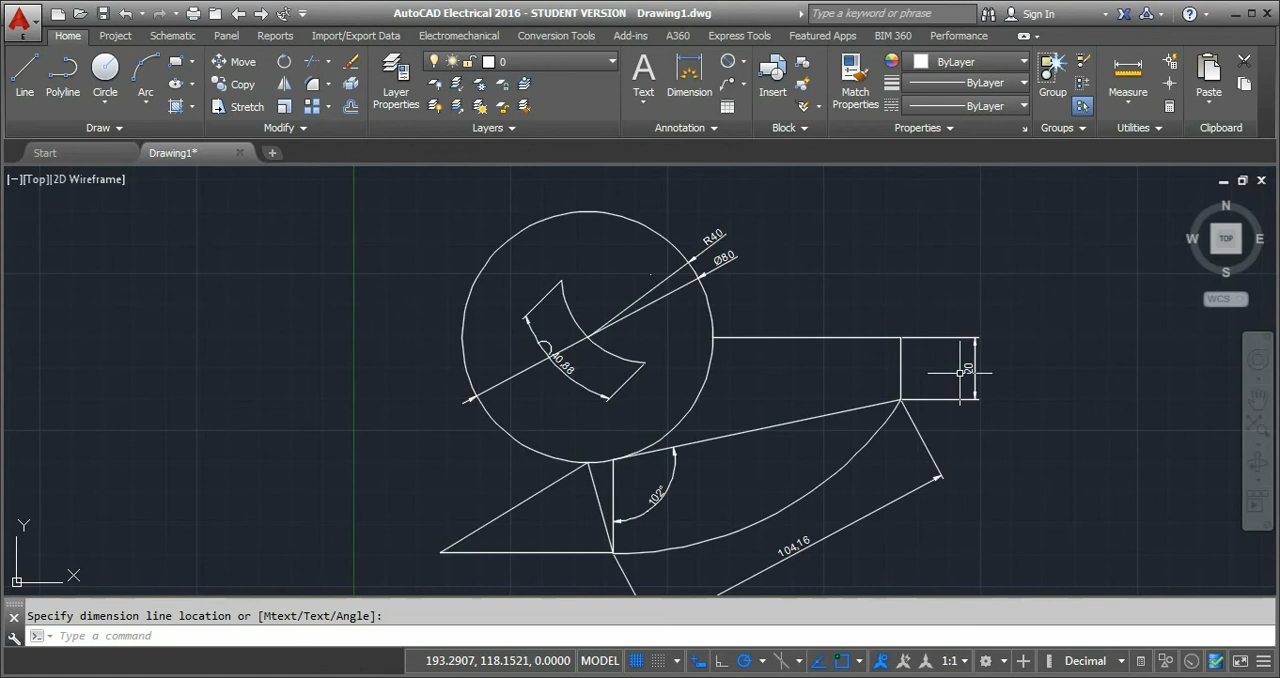 AutoCAD Electrical 2016 - STUDENT VERSION Drawing1.dwg
Type a keyword or phrase
Sign In
E
Home Project Schematic Panel Reports Import/Export Data Electromechanical Conversion Tools Add-ins A360 Express Tools Featured Apps BIM 360 Performance
Line Polyline Circle Arc
Move
Copy
Stretch
Layer
Properties
0
Text Dimension
Insert
Match
Properties
ByLayer
ByLayer
ByLayer
Group
Measure
Paste
Draw Modify Layers Annotation Block Properties Groups Utilities Clipboard
Start Drawing1*
[−][Top][2D Wireframe]
N
W TOP E
S
WCS
R40
Ø80
40,88
20
102°
104,16
Y
X
Specify dimension line location or [Mtext/Text/Angle]:
Type a command
193.2907, 118.1521, 0.0000 MODEL 1:1 Decimal